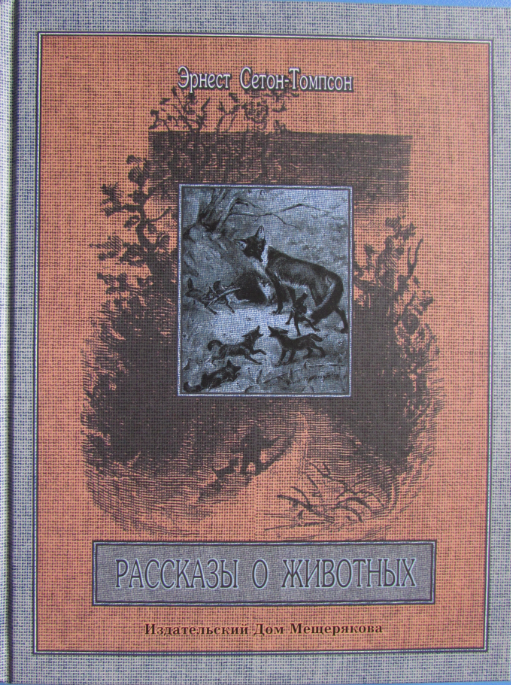 Эрнест Сетон-Томпсон
Рассказы о животных
Издательский Дом Мещерякова